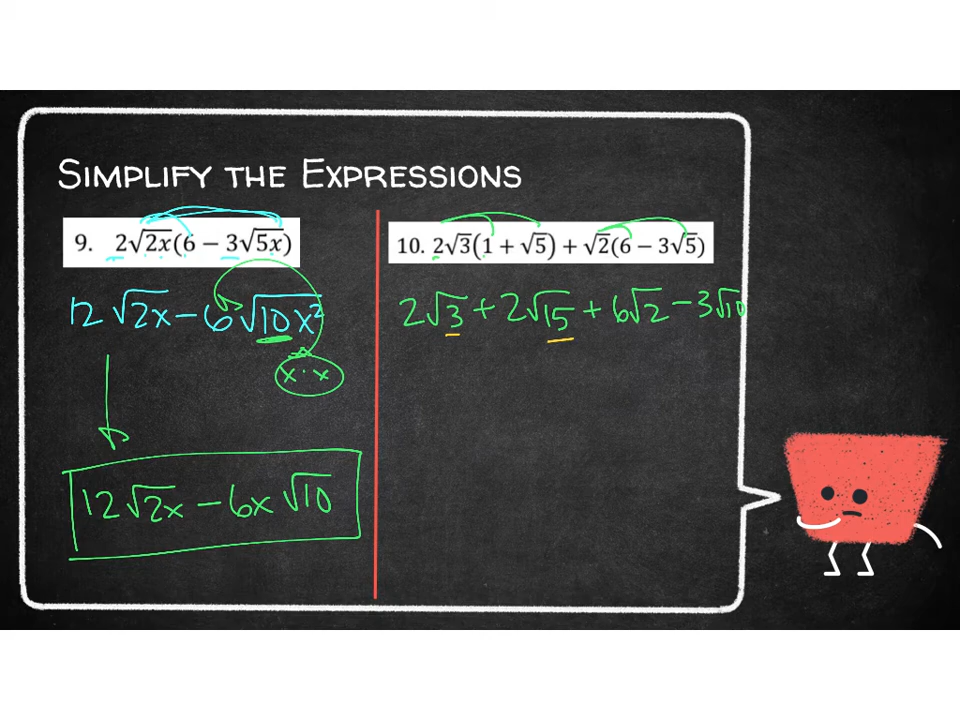 SIMPLIFY THE EXPRESSIONS
9. 2√2x(6 − 3√5x)
12√2x − 6√10x²
x · x
12√2x − 6x√10
10. 2√3(1 + √5) + √2(6 − 3√5)
2√3 + 2√15 + 6√2 − 3√10